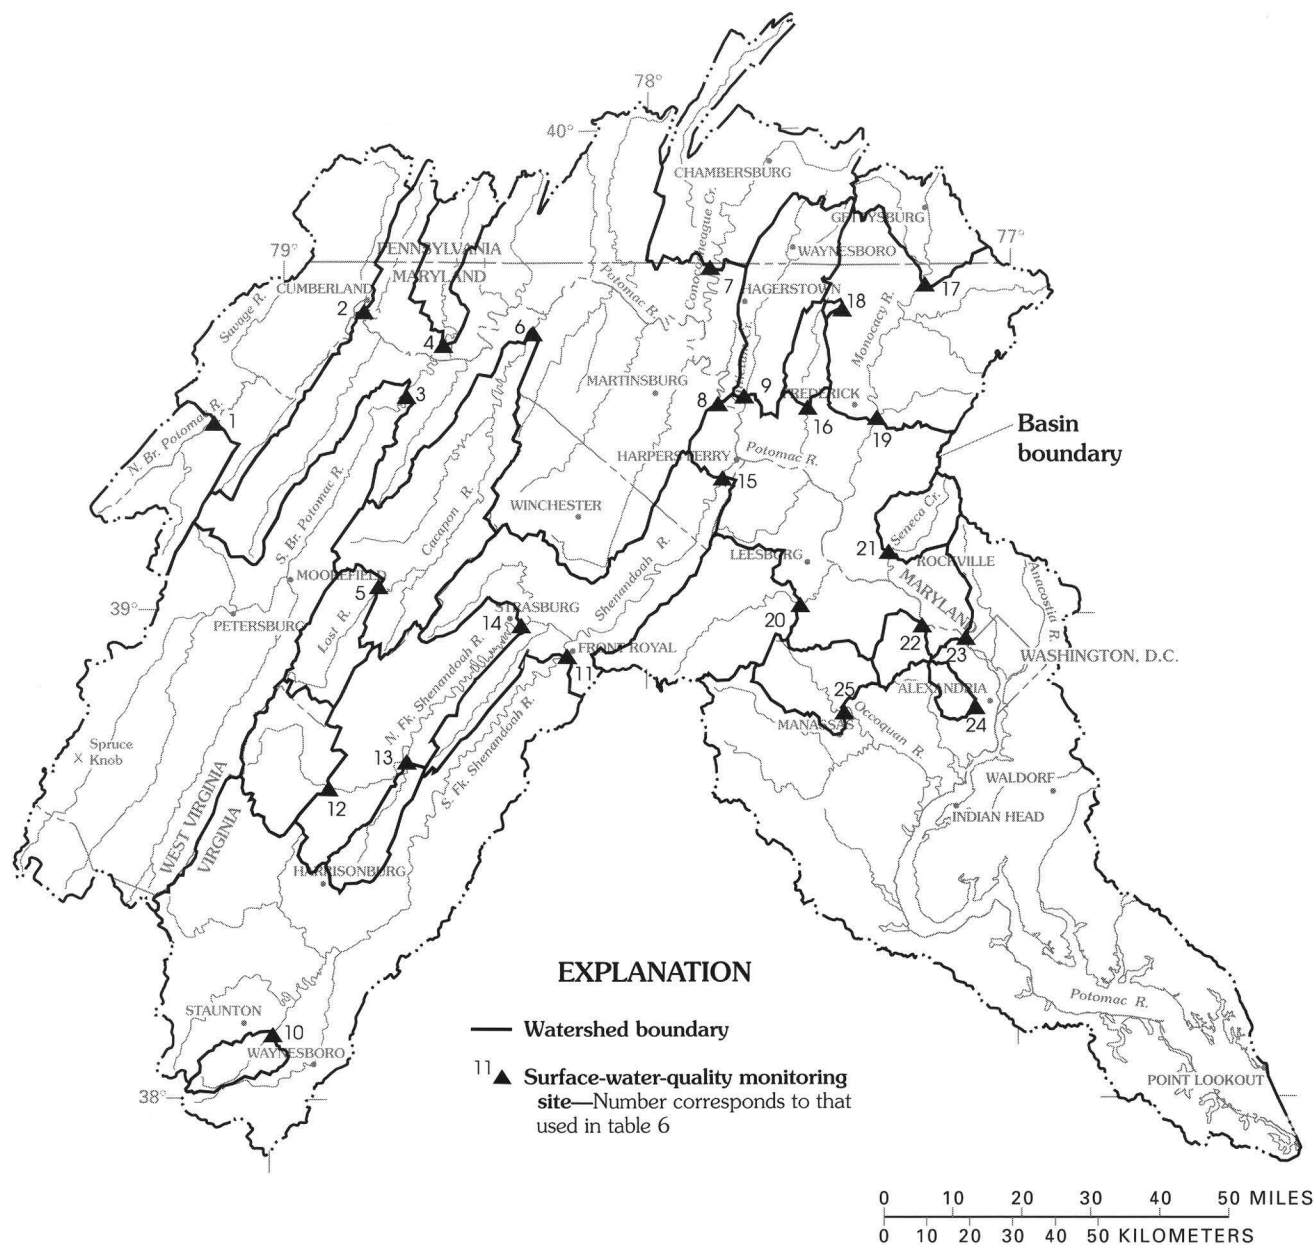 78°
40°
CHAMBERSBURG
Conococheague Cr.
GETTYSBURG
79°
77°
PENNSYLVANIA
WAYNESBORO
MARYLAND
Potomac R.
7
17
CUMBERLAND
HAGERSTOWN
Savage R.
2
18
6
4
Monocacy R.
MARTINSBURG
3
9
FREDERICK
8
N. Br. Potomac R.
1
16
19
Basin
boundary
HARPERS FERRY
Potomac R.
15
S. Br. Potomac R.
Cacapon R.
WINCHESTER
Seneca Cr.
21
LEESBURG
ROCKVILLE
Shenandoah R.
MOOREFIELD
MARYLAND
Anacostia R.
5
39°
STRASBURG
PETERSBURG
Lost R.
14
20
22
FRONT ROYAL
23
WASHINGTON, D.C.
11
N. Fk. Shenandoah R.
25
ALEXANDRIA
S. Fk. Shenandoah R.
MANASSAS
Occoquan R.
24
Spruce
Knob
13
WALDORF
WEST VIRGINIA
VIRGINIA
12
INDIAN HEAD
HARRISONBURG
EXPLANATION
Potomac R.
STAUNTON
Watershed boundary
10
WAYNESBORO
11
Surface-water-quality monitoring
site—Number corresponds to that
used in table 6
POINT LOOKOUT
38°
0 10 20 30 40 50 MILES
0 10 20 30 40 50 KILOMETERS